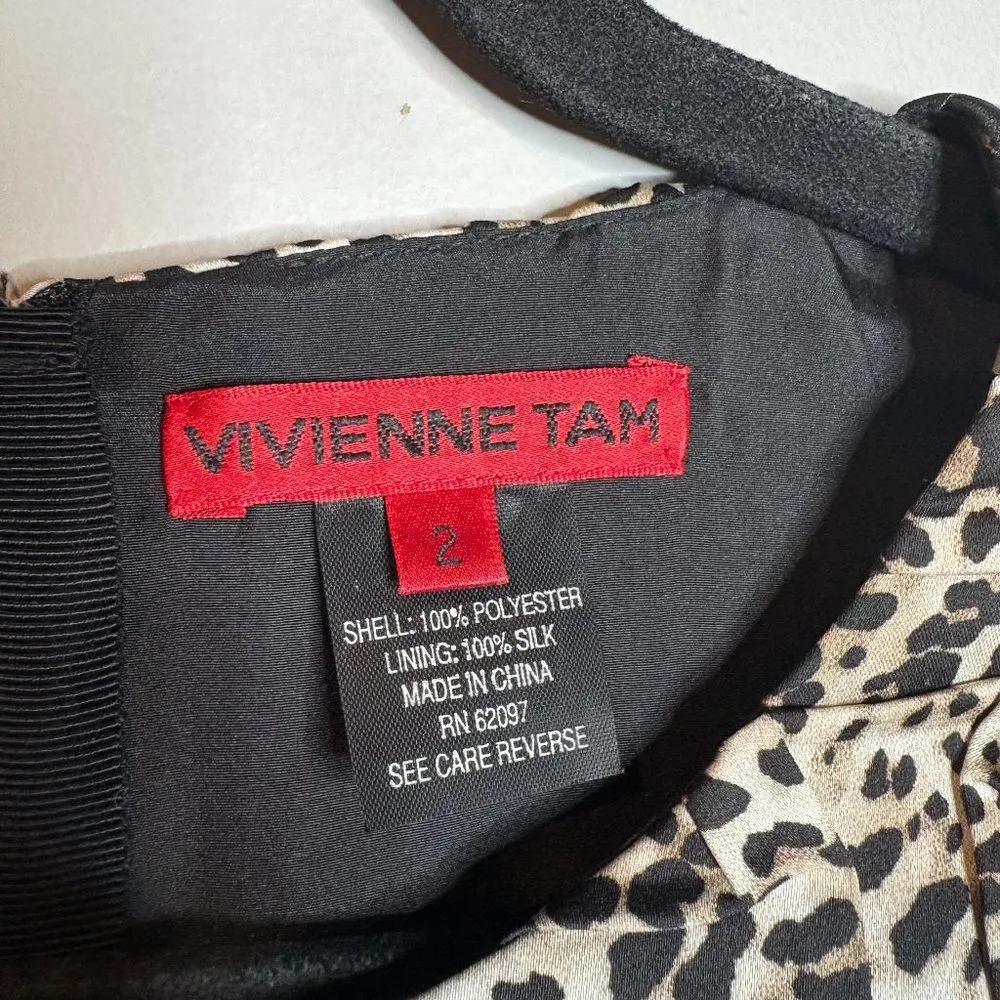 VIVIENNE TAM
2
SHELL: 100% POLYESTER
LINING: 100% SILK
MADE IN CHINA
RN 62097
SEE CARE REVERSE